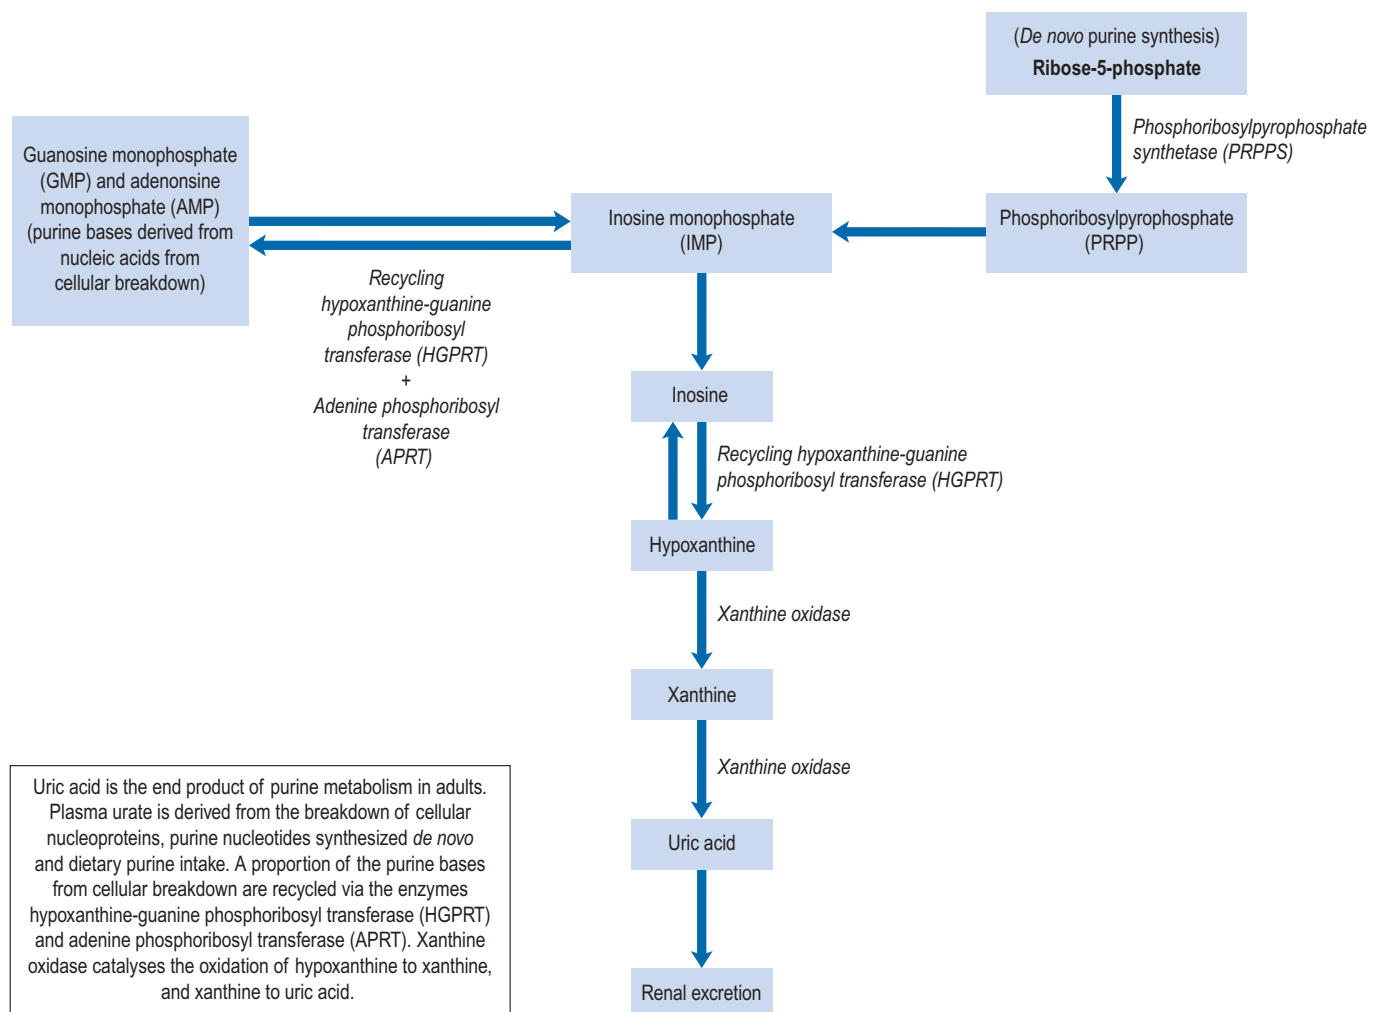 (De novo purine synthesis)
Ribose-5-phosphate
Phosphoribosylpyrophosphate
synthetase (PRPPS)
Guanosine monophosphate
(GMP) and adenonsine
monophosphate (AMP)
(purine bases derived from
nucleic acids from
cellular breakdown)
Inosine monophosphate
(IMP)
Phosphoribosylpyrophosphate
(PRPP)
Recycling
hypoxanthine-guanine
phosphoribosyl
transferase (HGPRT)
+
Adenine phosphoribosyl
transferase
(APRT)
Inosine
Recycling hypoxanthine-guanine
phosphoribosyl transferase (HGPRT)
Hypoxanthine
Xanthine oxidase
Xanthine
Xanthine oxidase
Uric acid
Renal excretion
Uric acid is the end product of purine metabolism in adults.
Plasma urate is derived from the breakdown of cellular
nucleoproteins, purine nucleotides synthesized de novo
and dietary purine intake. A proportion of the purine bases
from cellular breakdown are recycled via the enzymes
hypoxanthine-guanine phosphoribosyl transferase (HGPRT)
and adenine phosphoribosyl transferase (APRT). Xanthine
oxidase catalyses the oxidation of hypoxanthine to xanthine,
and xanthine to uric acid.